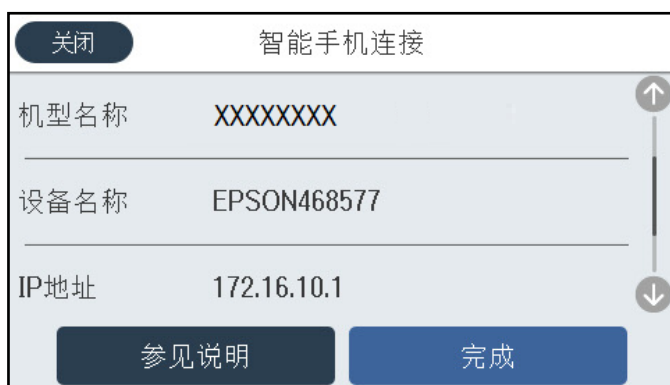 关闭
智能手机连接
机型名称 XXXXXXXX
设备名称 EPSON468577
IP地址 172.16.10.1
参见说明 完成